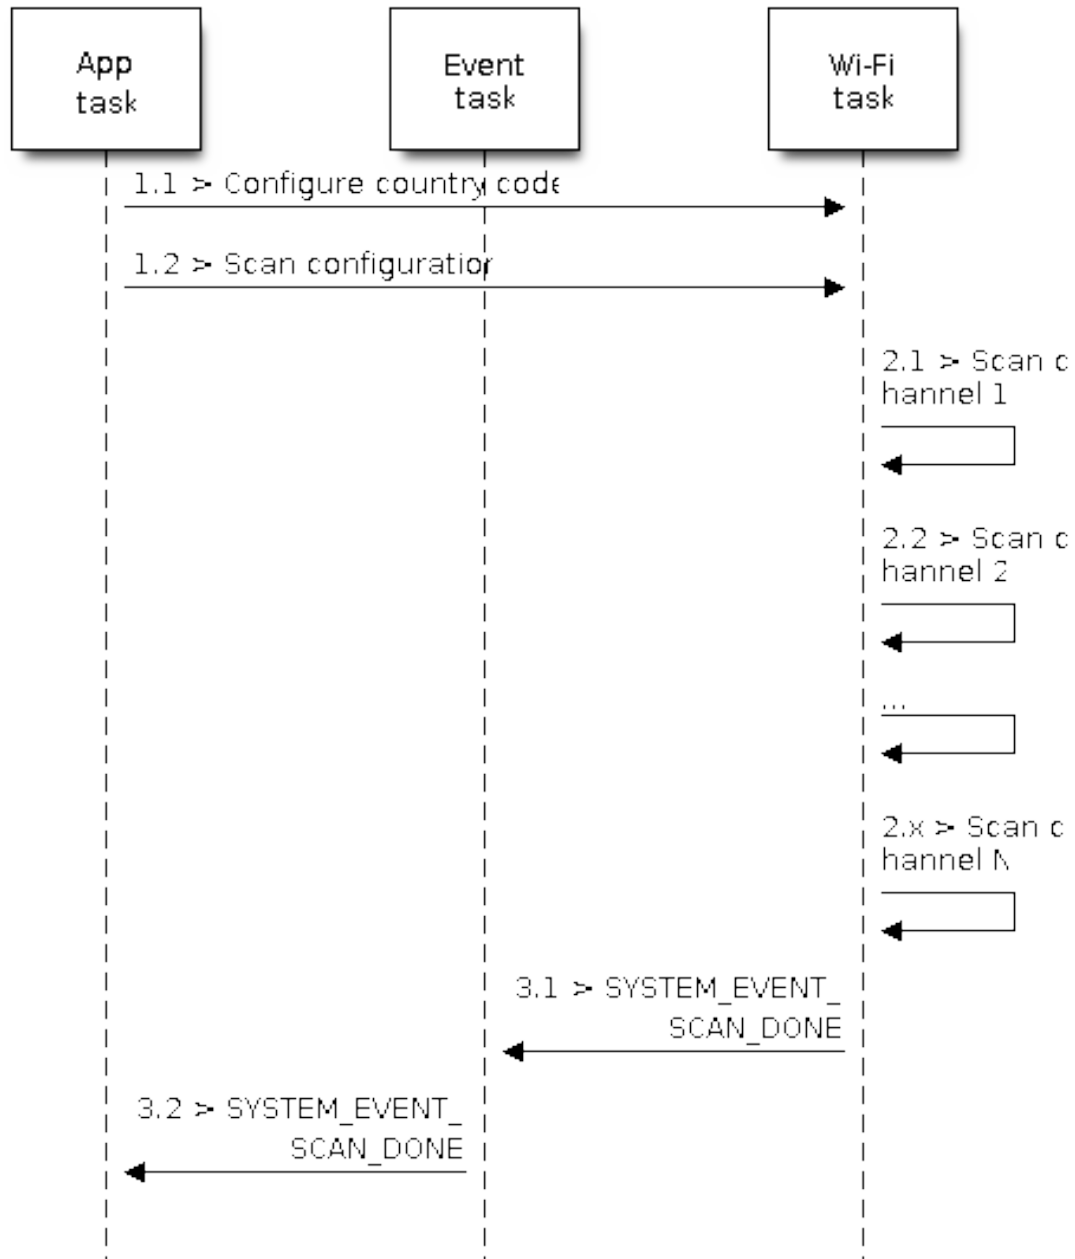 App
task
Event
task
Wi-Fi
task
1.1 > Configure country code
1.2 > Scan configuration
2.1 > Scan c
hannel 1
2.2 > Scan c
hannel 2
...
2.x > Scan c
hannel N
3.1 > SYSTEM_EVENT_
SCAN_DONE
3.2 > SYSTEM_EVENT_
SCAN_DONE